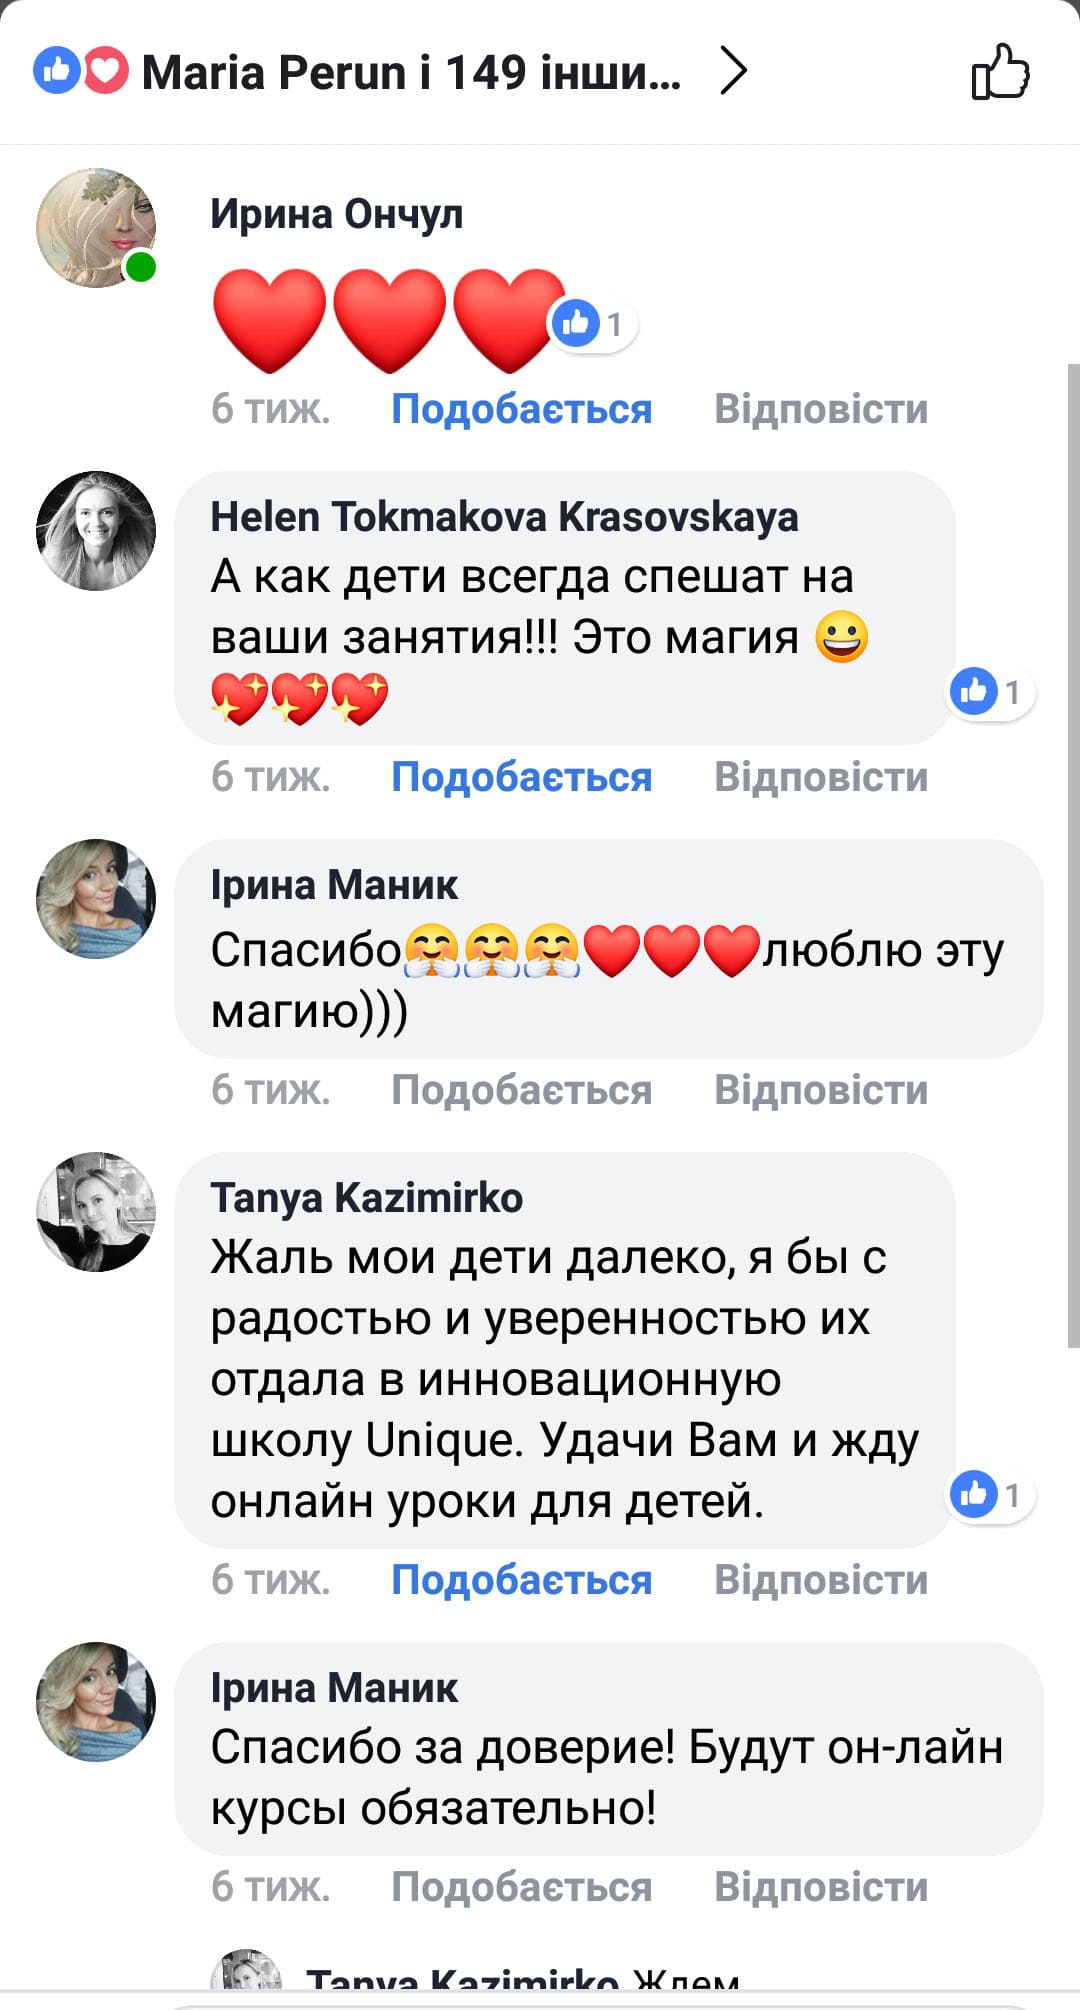 Maria Perun і 149 інши...
Ирина Ончул
❤️❤️❤️ 1
6 тиж. Подобається Відповісти
Helen Tokmakova Krasovskaya
А как дети всегда спешат на
ваши занятия!!! Это магия 😀
💖💖💖 1
6 тиж. Подобається Відповісти
Ірина Маник
Спасибо🤗🤗🤗❤️❤️❤️люблю эту
магию)))
6 тиж. Подобається Відповісти
Tanya Kazimirko
Жаль мои дети далеко, я бы с
радостью и уверенностью их
отдала в инновационную
школу Unique. Удачи Вам и жду
онлайн уроки для детей. 1
6 тиж. Подобається Відповісти
Ірина Маник
Спасибо за доверие! Будут он-лайн
курсы обязательно!
6 тиж. Подобається Відповісти
Tanya Kazimirko Ждем